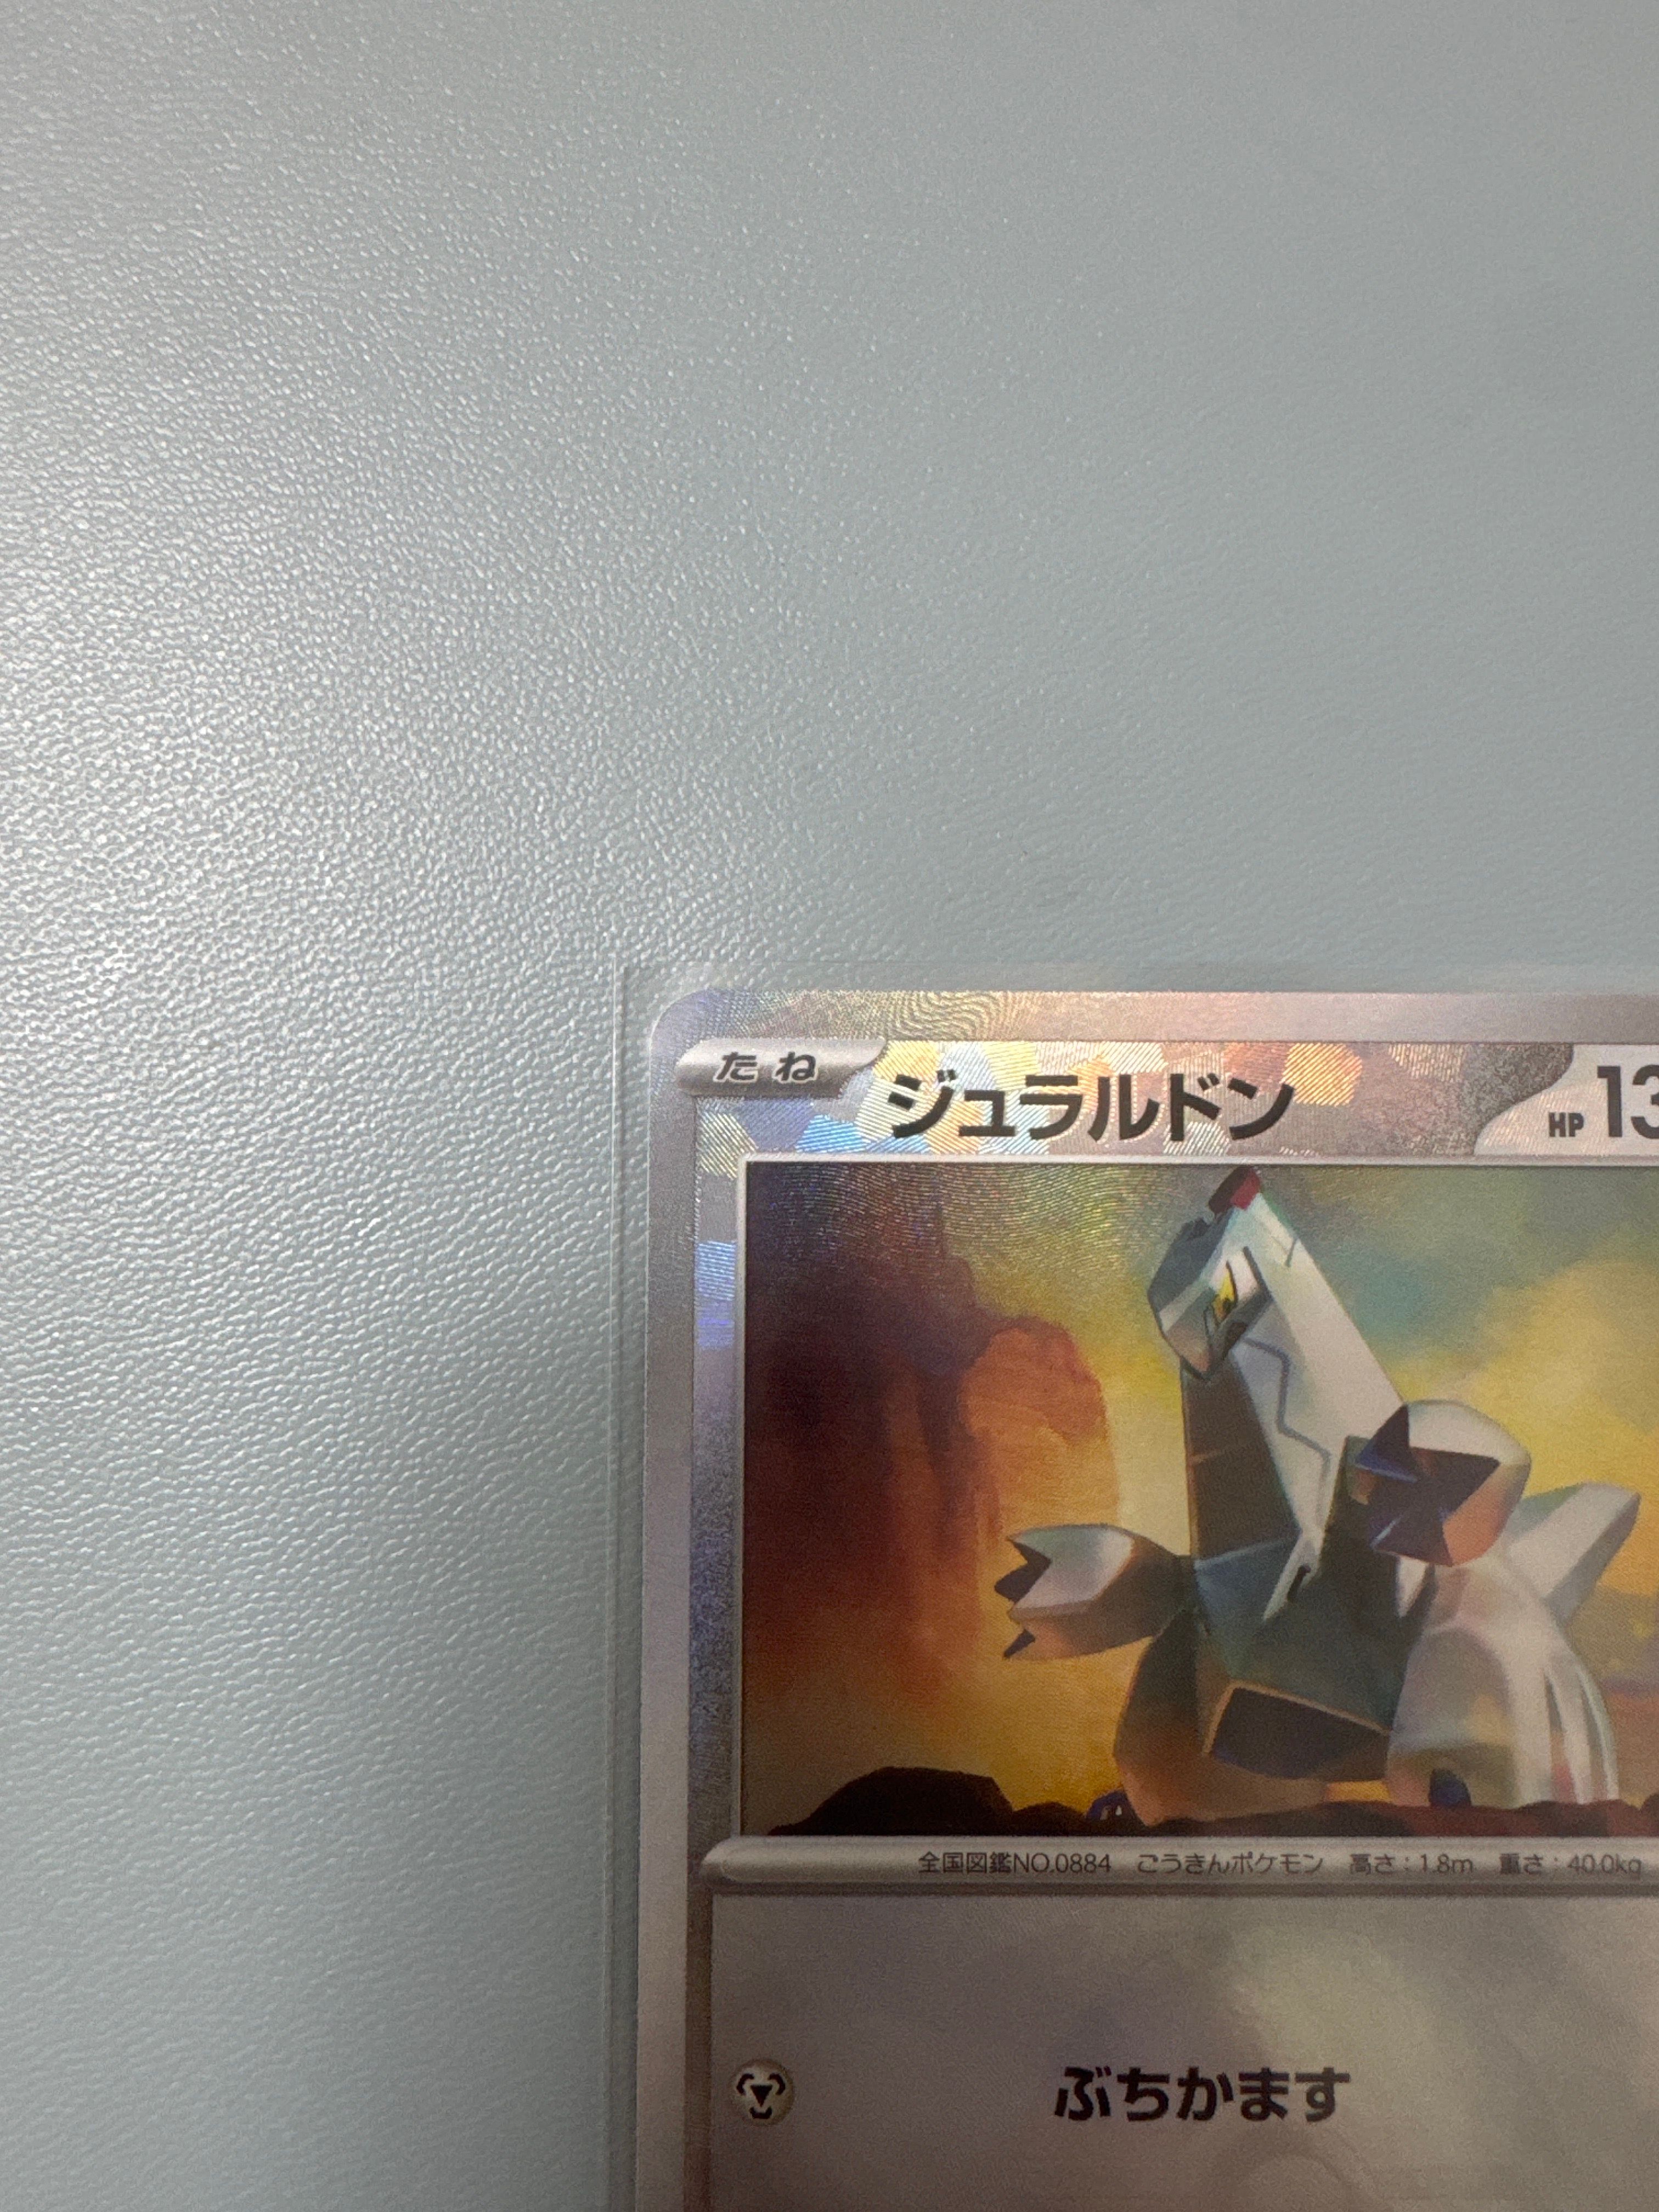 たね
ジュラルドン
HP 13
全国図鑑NO.0884 ごうきんポケモン 高さ：1.8m 重さ：40.0kg
ぶちかます